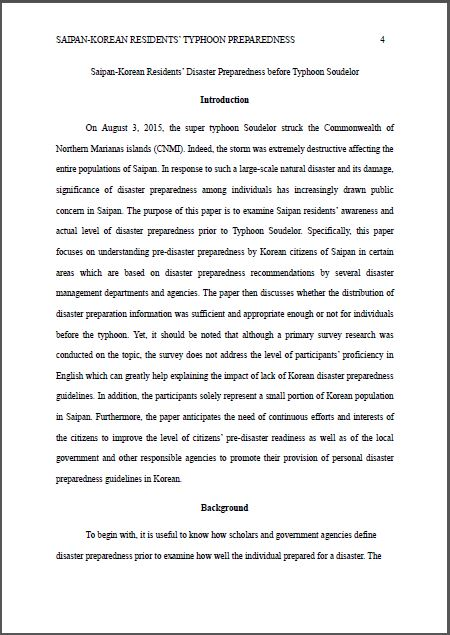 SAIPAN-KOREAN RESIDENTS' TYPHOON PREPAREDNESS 4
Saipan-Korean Residents' Disaster Preparedness before Typhoon Soudelor
Introduction
On August 3, 2015, the super typhoon Soudelor struck the Commonwealth of
Northern Marianas islands (CNMI). Indeed, the storm was extremely destructive affecting the
entire populations of Saipan. In response to such a large-scale natural disaster and its damage,
significance of disaster preparedness among individuals has increasingly drawn public
concern in Saipan. The purpose of this paper is to examine Saipan residents' awareness and
actual level of disaster preparedness prior to Typhoon Soudelor. Specifically, this paper
focuses on understanding pre-disaster preparedness by Korean citizens of Saipan in certain
areas which are based on disaster preparedness recommendations by several disaster
management departments and agencies. The paper then discusses whether the distribution of
disaster preparation information was sufficient and appropriate enough or not for individuals
before the typhoon. Yet, it should be noted that although a primary survey research was
conducted on the topic, the survey does not address the level of participants' proficiency in
English which can greatly help explaining the impact of lack of Korean disaster preparedness
guidelines. In addition, the participants solely represent a small portion of Korean population
in Saipan. Furthermore, the paper anticipates the need of continuous efforts and interests of
the citizens to improve the level of citizens' pre-disaster readiness as well as of the local
government and other responsible agencies to promote their provision of personal disaster
preparedness guidelines in Korean.
Background
To begin with, it is useful to know how scholars and government agencies define
disaster preparedness prior to examine how well the individual prepared for a disaster. The